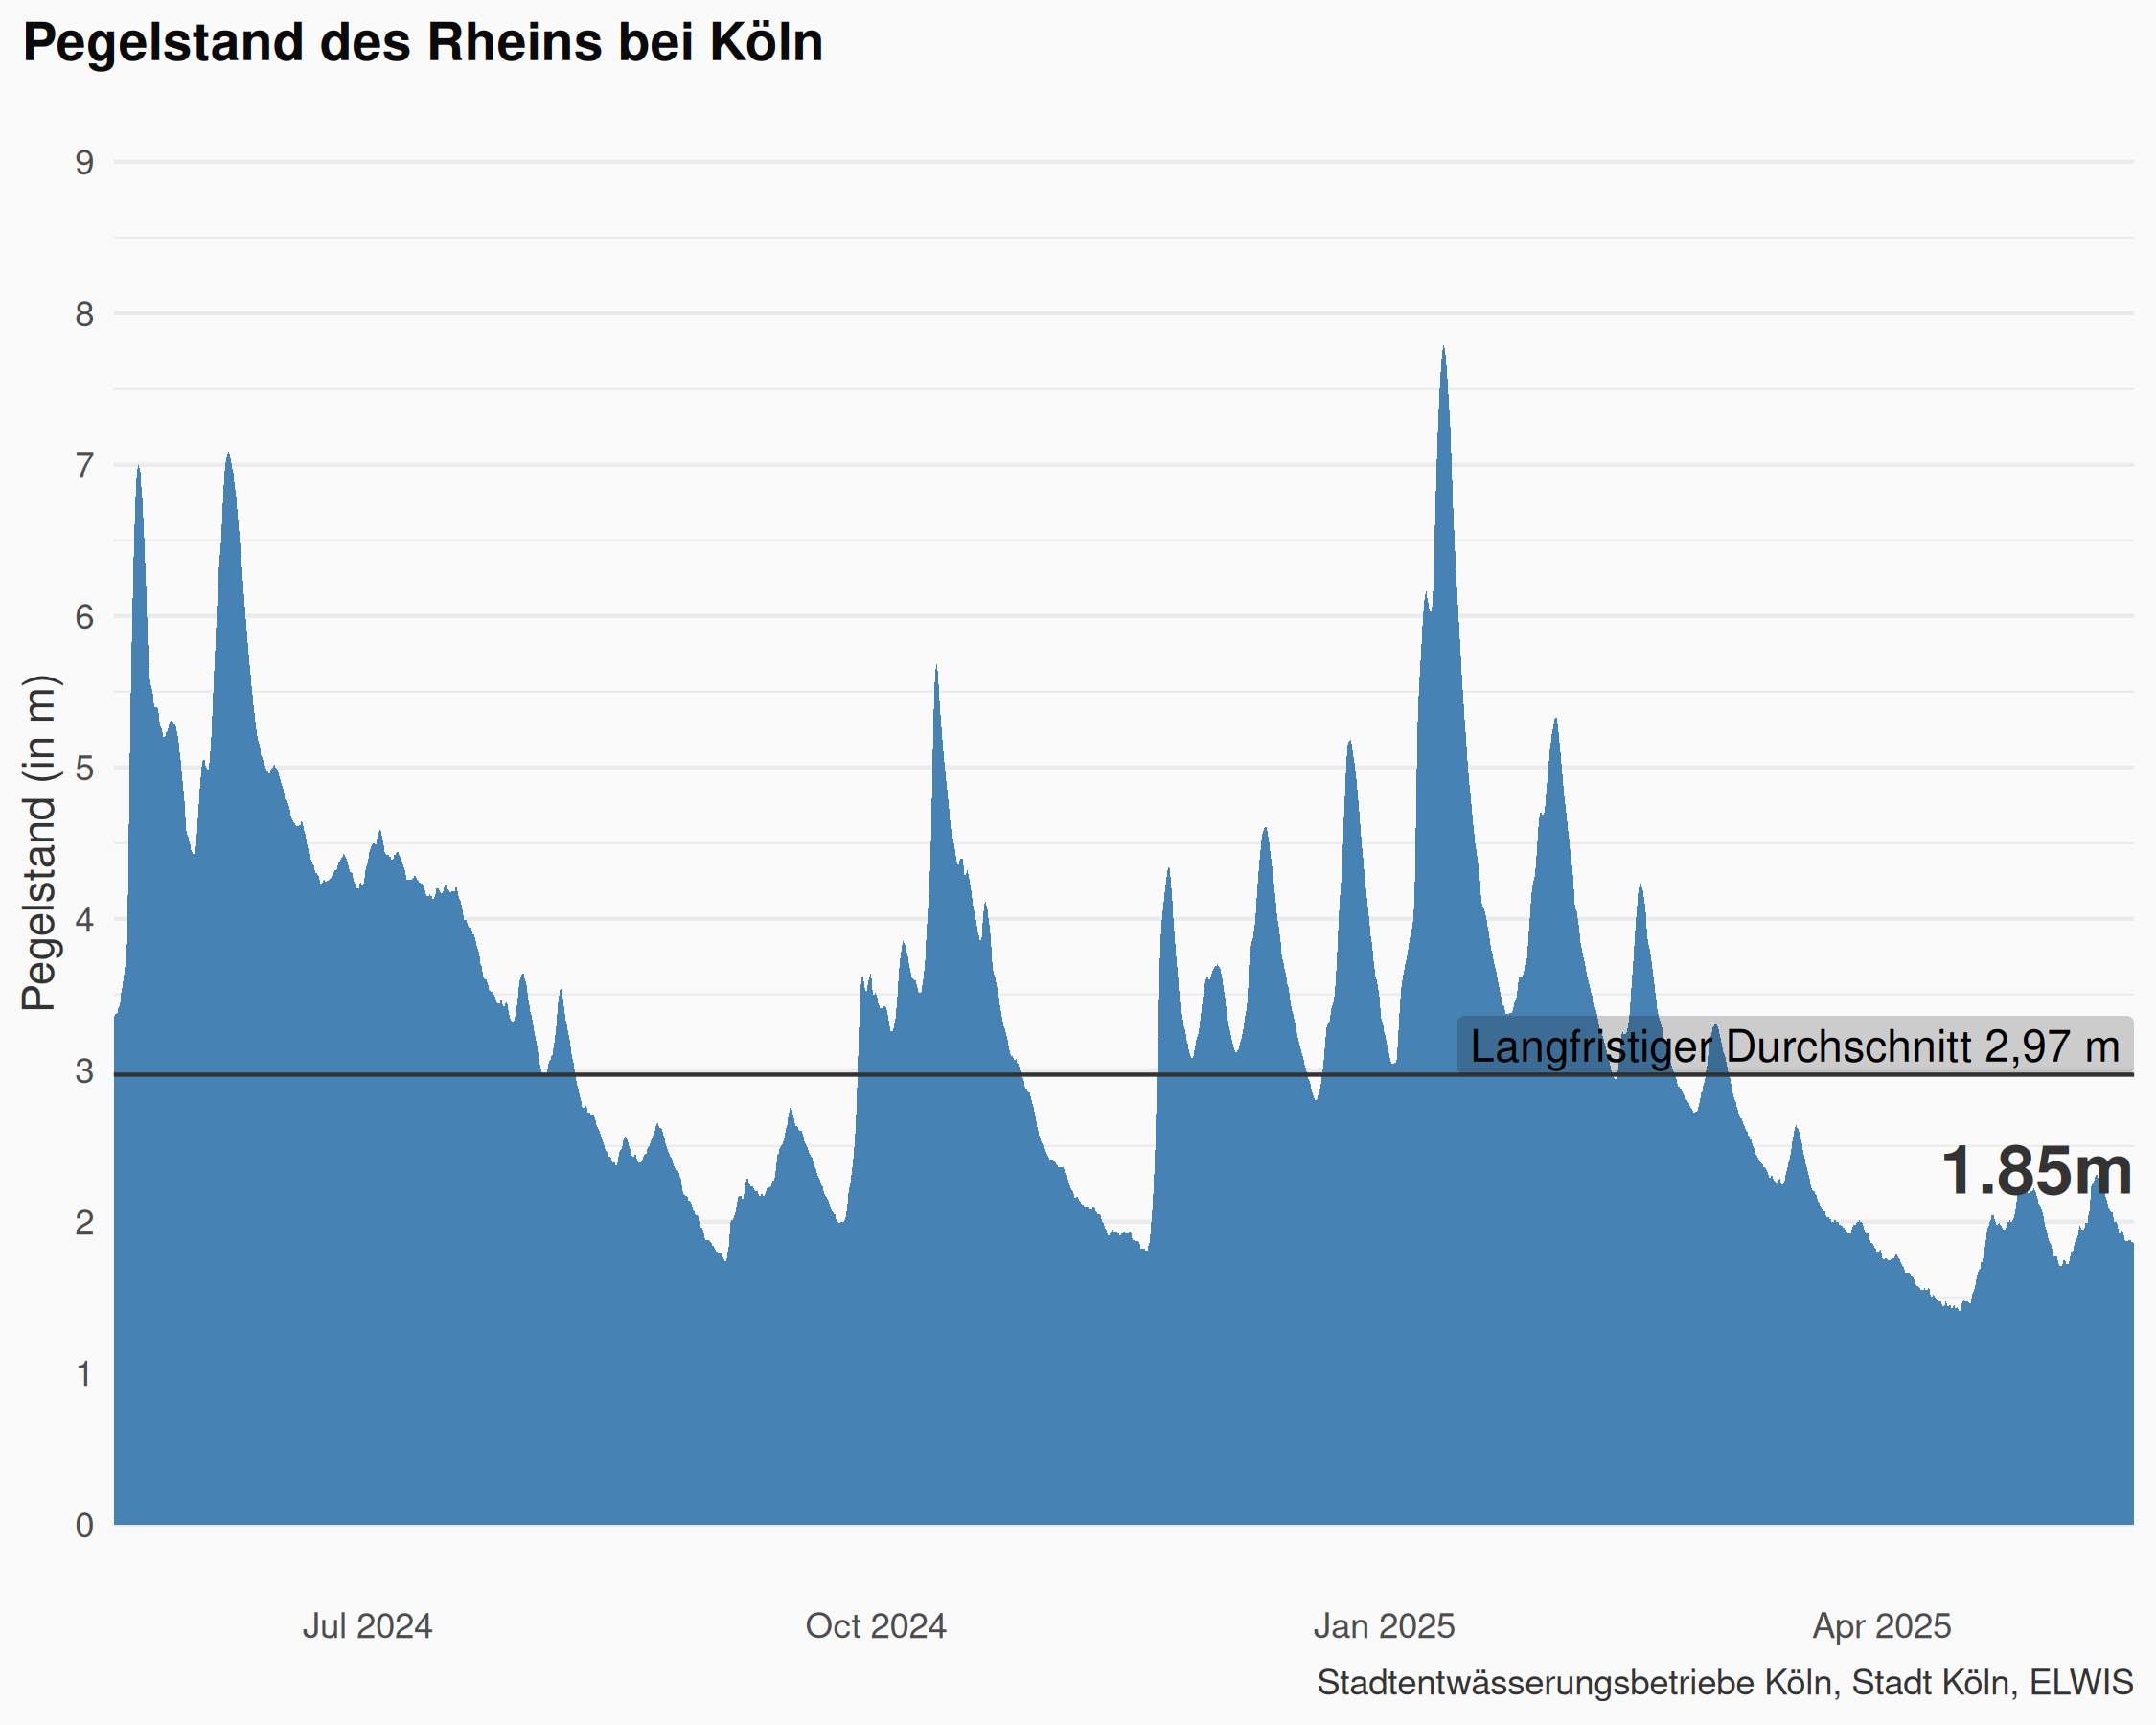 Pegelstand des Rheins bei Köln
Pegelstand (in m)
9
8
7
6
5
4
3
2
1
0
Langfristiger Durchschnitt 2,97 m
1.85m
Jul 2024
Oct 2024
Jan 2025
Apr 2025
Stadtentwässerungsbetriebe Köln, Stadt Köln, ELWIS